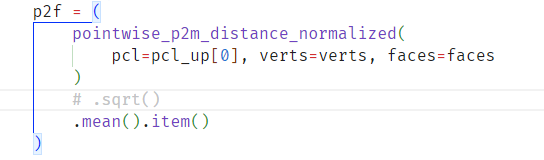 p2f = (
pointwise_p2m_distance_normalized(
pcl=pcl_up[0], verts=verts, faces=faces
)
# .sqrt()
.mean().item()
)